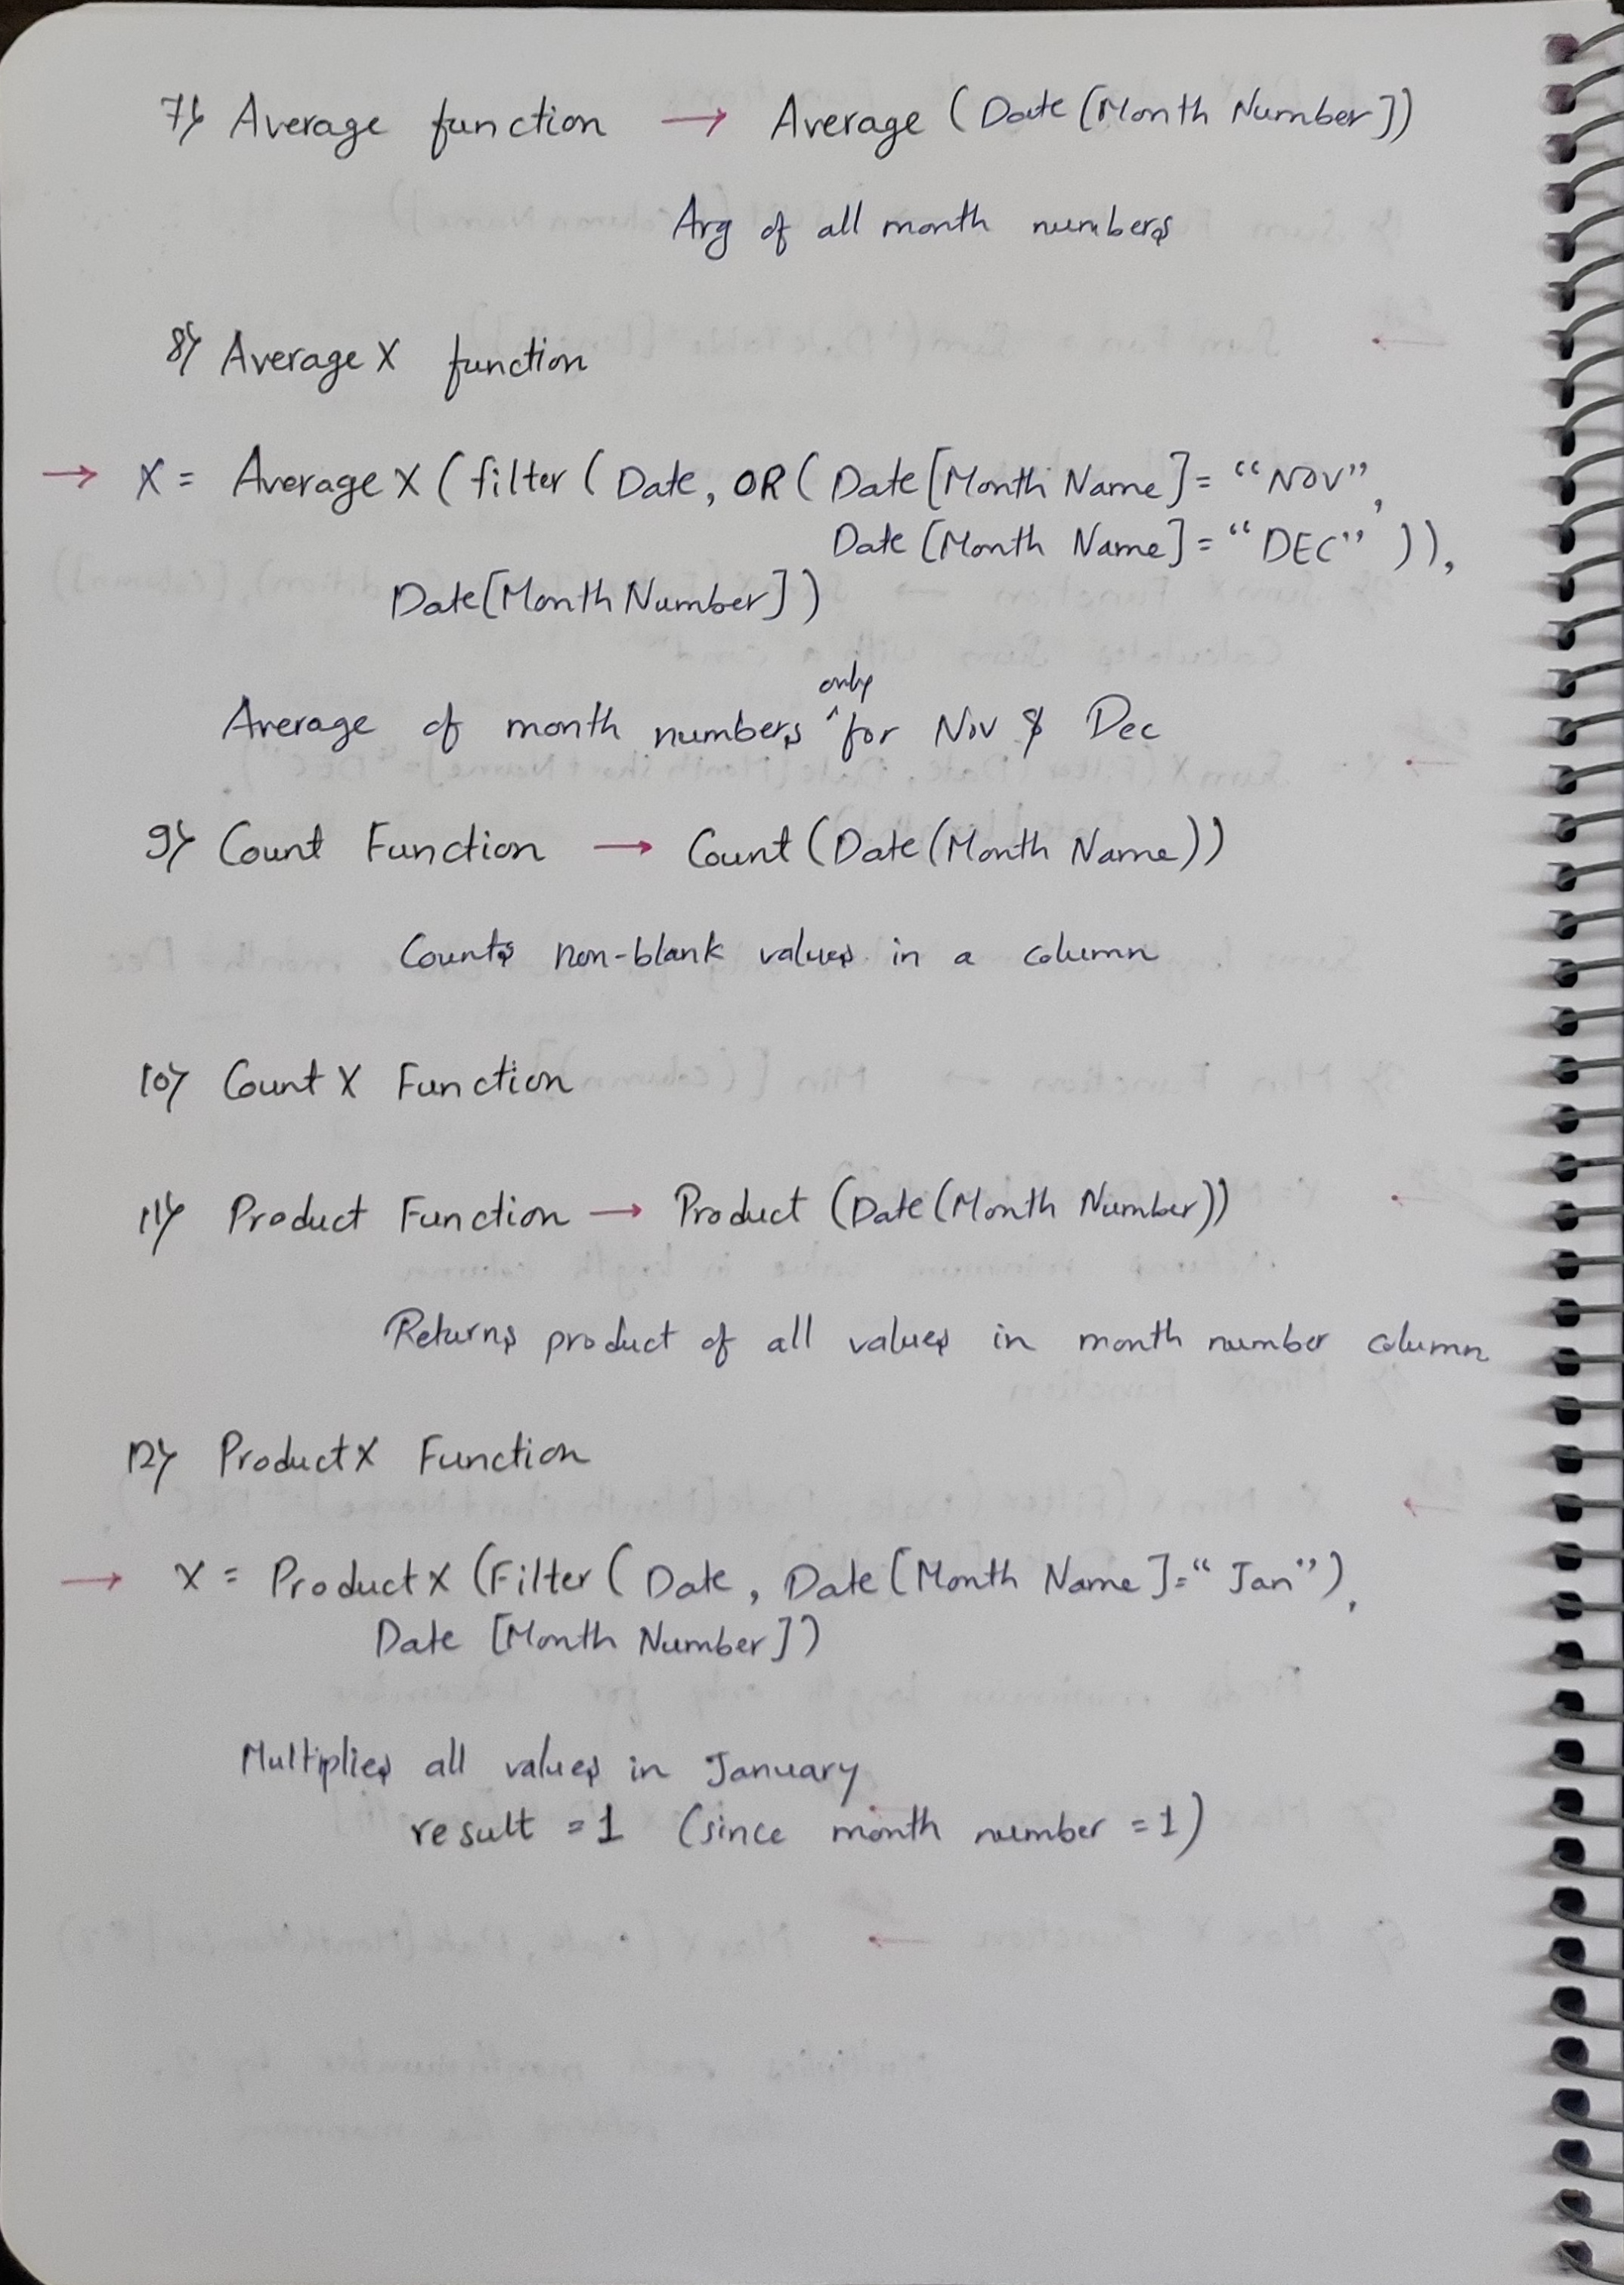 7) Average function → Average (Date [Month Number])
Avg of all month numbers
8) Average X function
→ X = Average X (filter ( Date, OR ( Date [Month Name] = "NOV",
Date [Month Name] = "DEC" )),
Date [Month Number])
only
Average of month numbers ^ for Nov & Dec
9) Count Function → Count (Date (Month Name))
Counts non-blank values in a column
10) Count X Function
11) Product Function → Product (Date (Month Number))
Returns product of all values in month number column
12) Product X Function
→ X = Product X (Filter ( Date, Date [Month Name] = "Jan"),
Date [Month Number])
Multiplies all values in January
result = 1 (since month number = 1)